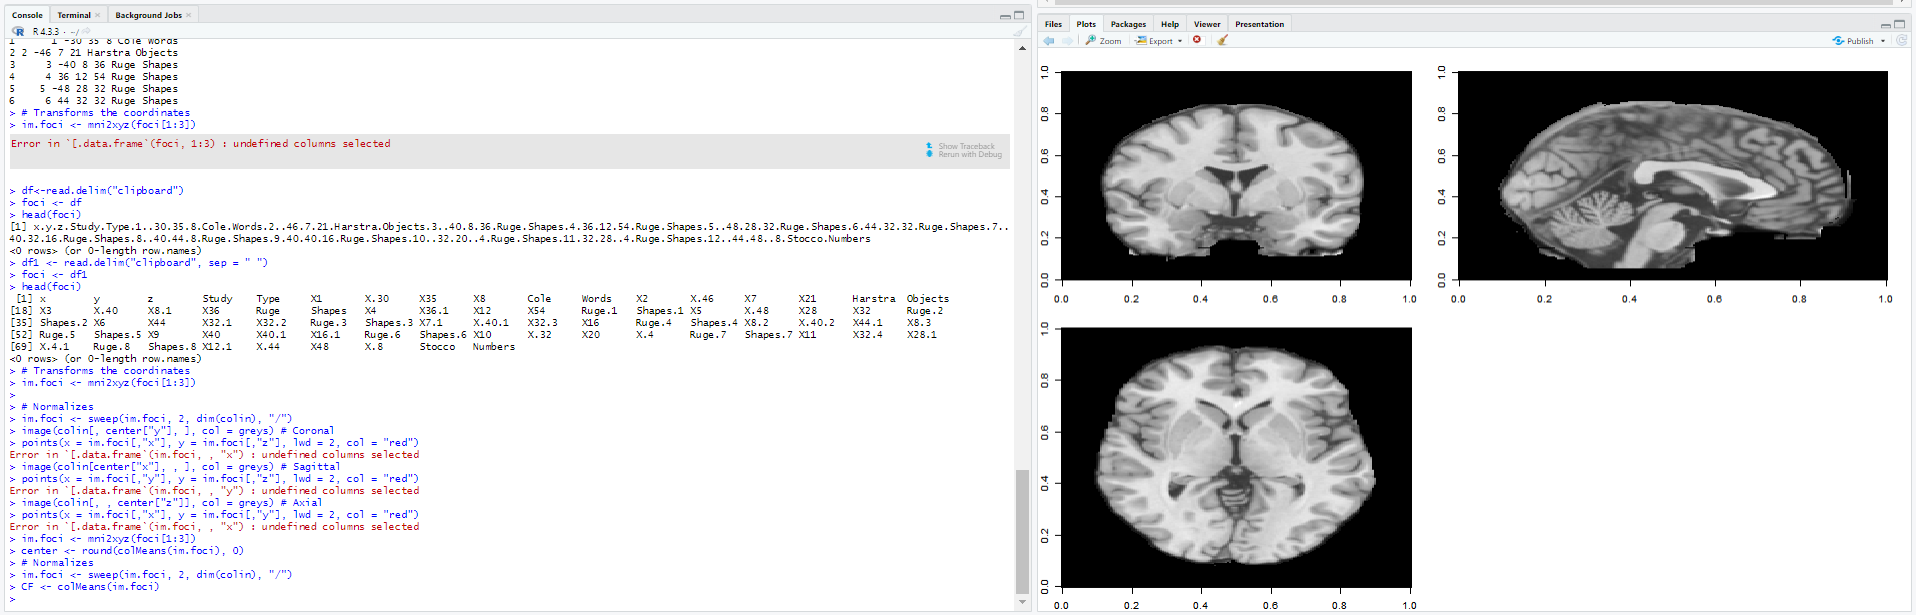 Console Terminal Background Jobs
R 4.3.3 · ~/
1 1 -30 35 8 Cole Words
2 2 -46 7 21 Harstra Objects
3 3 -40 8 36 Ruge Shapes
4 4 36 12 54 Ruge Shapes
5 5 -48 28 32 Ruge Shapes
6 6 44 32 32 Ruge Shapes
> # Transforms the coordinates
> im.foci <- mni2xyz(foci[1:3])
Error in `[.data.frame`(foci, 1:3) : undefined columns selected
Show Traceback
Rerun with Debug
> df<-read.delim("clipboard")
> foci <- df
> head(foci)
[1] x.y.z.Study.Type.1..30.35.8.Cole.Words.2..46.7.21.Harstra.Objects.3..40.8.36.Ruge.Shapes.4.36.12.54.Ruge.Shapes.5..48.28.32.Ruge.Shapes.6.44.32.32.Ruge.Shapes.7..
40.32.16.Ruge.Shapes.8..40.44.8.Ruge.Shapes.9.40.40.16.Ruge.Shapes.10..32.20..4.Ruge.Shapes.11.32.28..4.Ruge.Shapes.12..44.48..8.Stocco.Numbers
<0 rows> (or 0-length row.names)
> df1 <- read.delim("clipboard", sep = " ")
> foci <- df1
> head(foci)
[1] x y z Study Type X1 X.30 X35 X8 Cole Words X2 X.46 X7 X21 Harstra Objects
[18] X3 X.40 X8.1 X36 Ruge Shapes X4 X36.1 X12 X54 Ruge.1 Shapes.1 X5 X.48 X28 X32 Ruge.2
[35] Shapes.2 X6 X44 X32.1 X32.2 Ruge.3 Shapes.3 X7.1 X.40.1 X32.3 X16 Ruge.4 Shapes.4 X8.2 X.40.2 X44.1 X8.3
[52] Ruge.5 Shapes.5 X9 X40 X40.1 X16.1 Ruge.6 Shapes.6 X10 X.32 X20 X.4 Ruge.7 Shapes.7 X11 X32.4 X28.1
[69] X.4.1 Ruge.8 Shapes.8 X12.1 X.44 X48 X.8 Stocco Numbers
<0 rows> (or 0-length row.names)
> # Transforms the coordinates
> im.foci <- mni2xyz(foci[1:3])
>
> # Normalizes
> im.foci <- sweep(im.foci, 2, dim(colin), "/")
> image(colin[, center["y"], ], col = greys) # Coronal
> points(x = im.foci[,"x"], y = im.foci[,"z"], lwd = 2, col = "red")
Error in `[.data.frame`(im.foci, , "x") : undefined columns selected
> image(colin[center["x"], , ], col = greys) # Sagittal
> points(x = im.foci[,"y"], y = im.foci[,"z"], lwd = 2, col = "red")
Error in `[.data.frame`(im.foci, , "y") : undefined columns selected
> image(colin[, , center["z"]], col = greys) # Axial
> points(x = im.foci[,"x"], y = im.foci[,"y"], lwd = 2, col = "red")
Error in `[.data.frame`(im.foci, , "x") : undefined columns selected
> im.foci <- mni2xyz(foci[1:3])
> center <- round(colMeans(im.foci), 0)
> # Normalizes
> im.foci <- sweep(im.foci, 2, dim(colin), "/")
> CF <- colMeans(im.foci)
>
Files Plots Packages Help Viewer Presentation
Zoom Export Publish
1.0
0.8
0.6
0.4
0.2
0.0
0.0 0.2 0.4 0.6 0.8 1.0
1.0
0.8
0.6
0.4
0.2
0.0
0.0 0.2 0.4 0.6 0.8 1.0
1.0
0.8
0.6
0.4
0.2
0.0
0.0 0.2 0.4 0.6 0.8 1.0